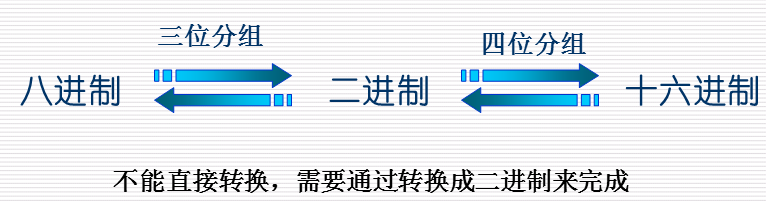 三位分组
四位分组
八进制
二进制
十六进制
不能直接转换，需要通过转换成二进制来完成